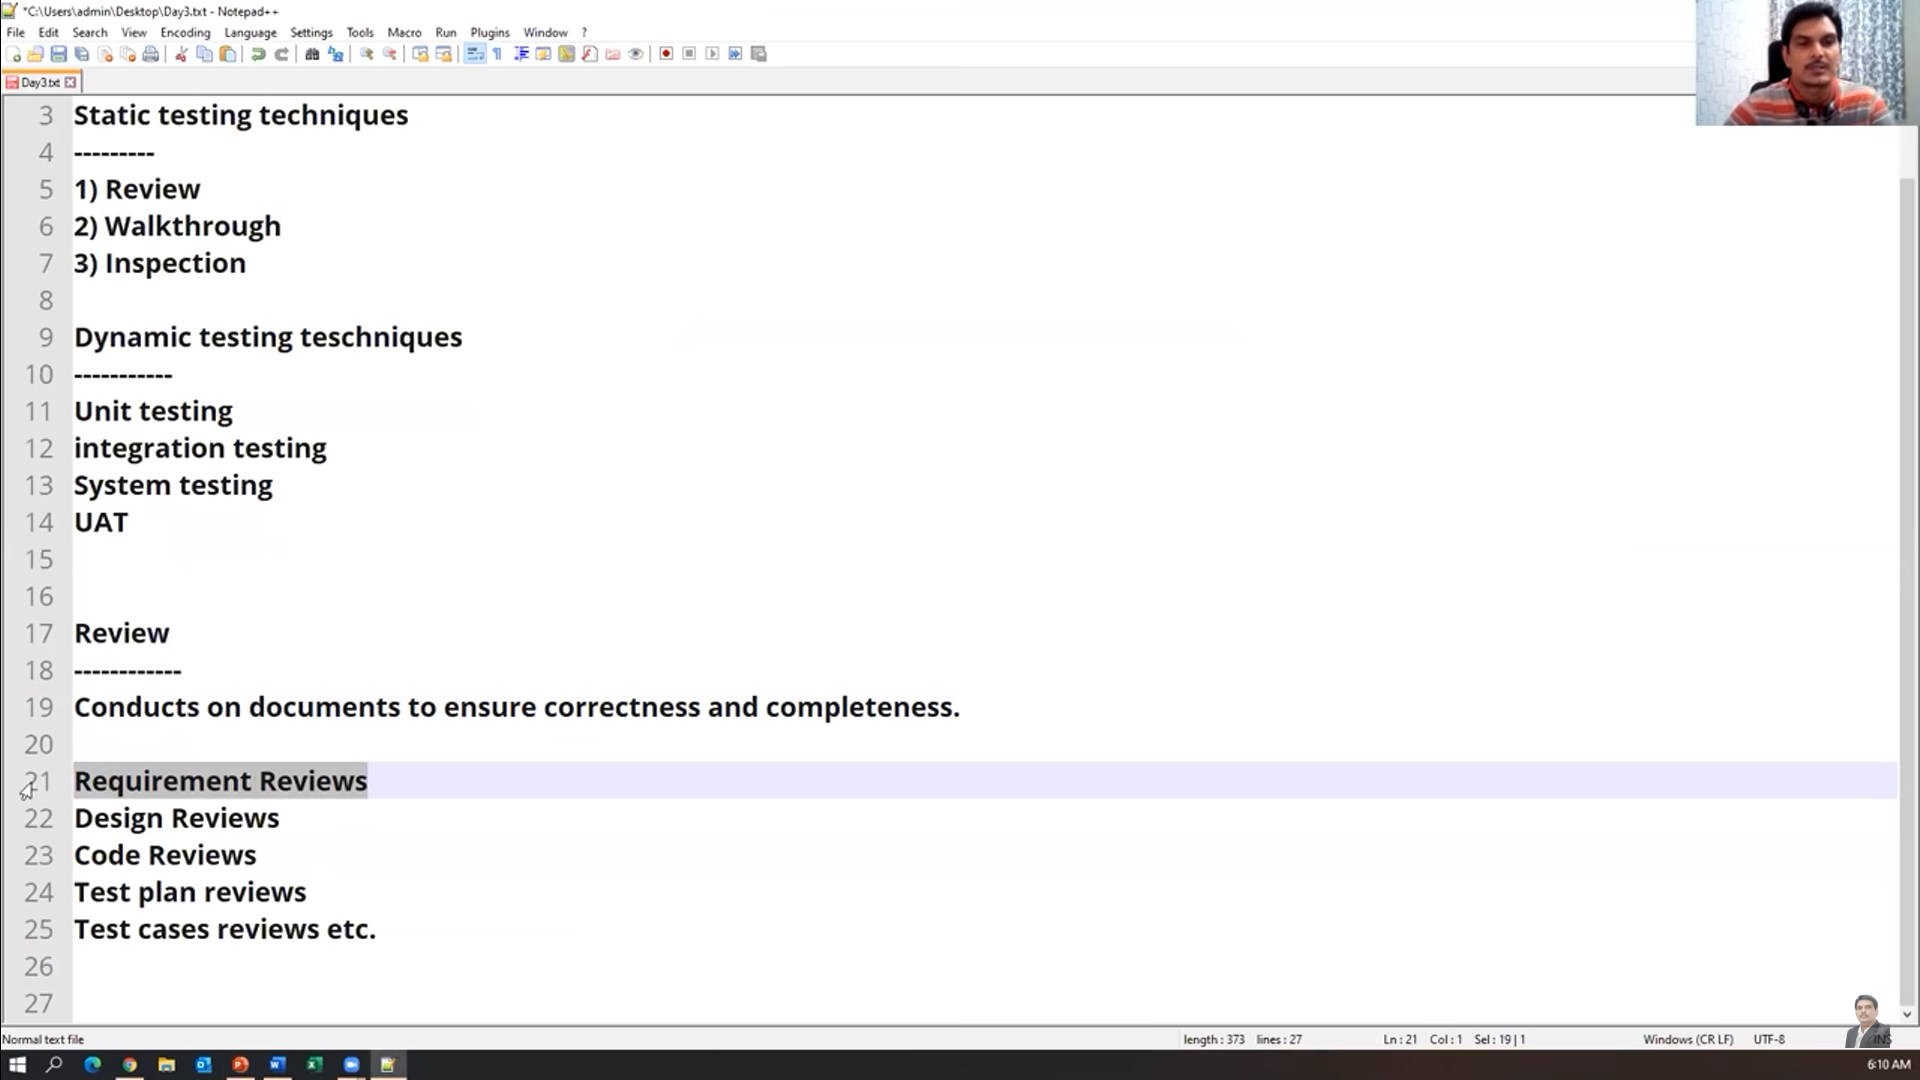 *C:\Users\admin\Desktop\Day3.txt - Notepad++
File Edit Search View Encoding Language Settings Tools Macro Run Plugins Window ?
Day3.txt
3 Static testing techniques
4 ---------
5 1) Review
6 2) Walkthrough
7 3) Inspection
8
9 Dynamic testing teschniques
10 -----------
11 Unit testing
12 integration testing
13 System testing
14 UAT
15
16
17 Review
18 ------------
19 Conducts on documents to ensure correctness and completeness.
20
21 Requirement Reviews
22 Design Reviews
23 Code Reviews
24 Test plan reviews
25 Test cases reviews etc.
26
27
Normal text file length : 373 lines : 27 Ln : 21 Col : 1 Sel : 19 | 1 Windows (CR LF) UTF-8 INS
6:10 AM